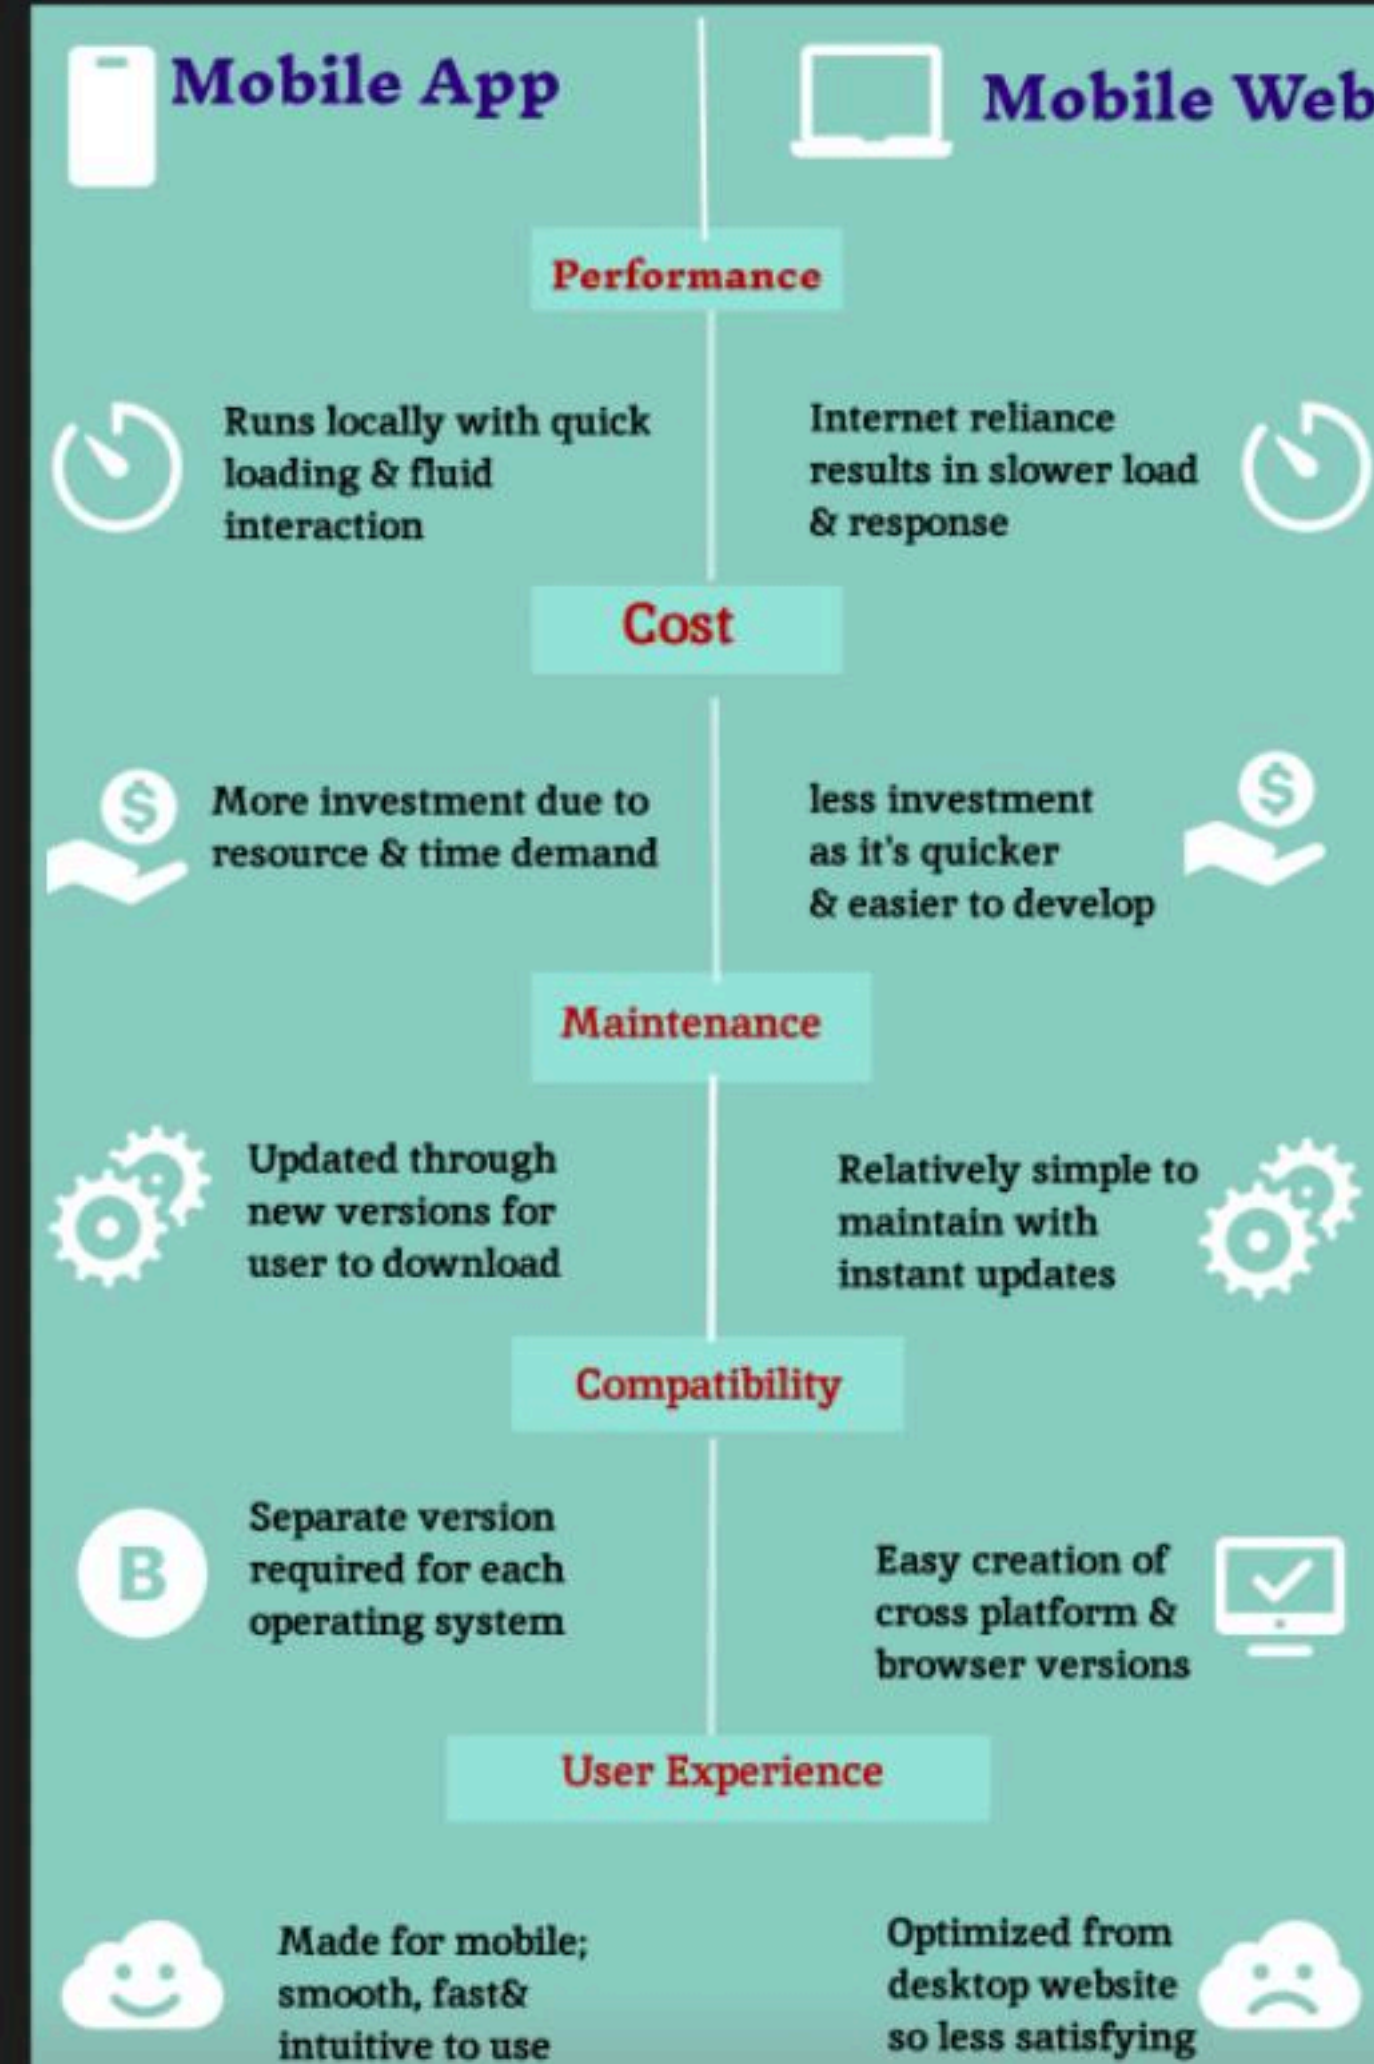 Mobile App
Mobile Web
Performance
Runs locally with quick
loading & fluid
interaction
Internet reliance
results in slower load
& response
Cost
$
More investment due to
resource & time demand
less investment
as it's quicker
& easier to develop
$
Maintenance
Updated through
new versions for
user to download
Relatively simple to
maintain with
instant updates
Compatibility
B
Separate version
required for each
operating system
Easy creation of
cross platform &
browser versions
User Experience
Made for mobile;
smooth, fast&
intuitive to use
Optimized from
desktop website
so less satisfying